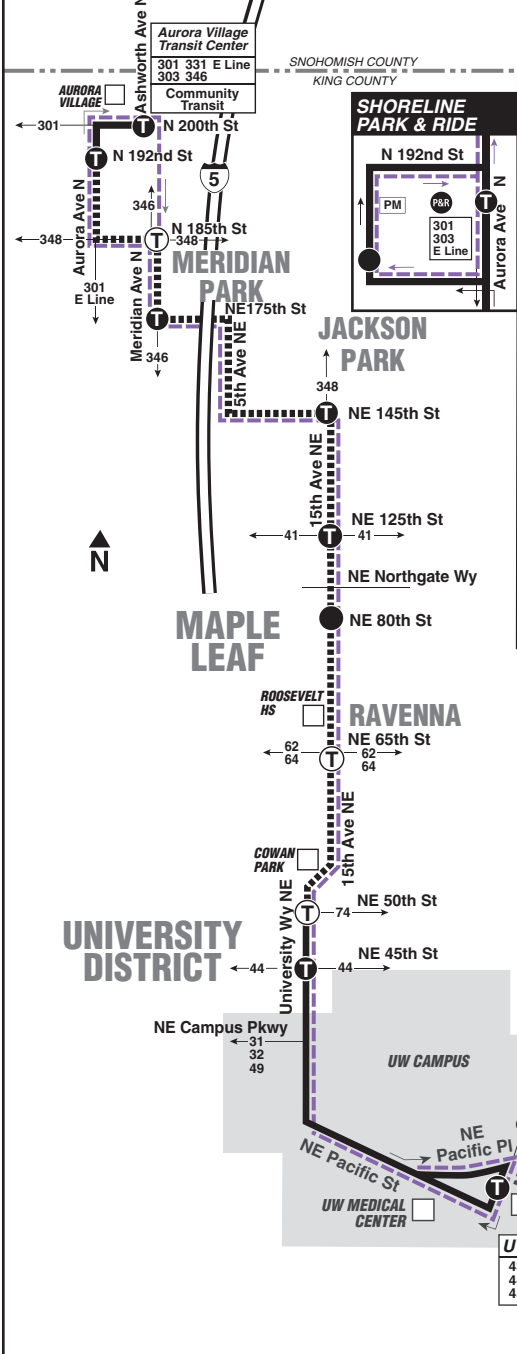 Ashworth Ave N
Aurora Village
Transit Center
301 331 E Line
303 346
Community
Transit
SNOHOMISH COUNTY
KING COUNTY
AURORA
VILLAGE
301
N 200th St
N 192nd St
5
346
N 185th St
348
348
Aurora Ave N
301
E Line
Meridian Ave N
MERIDIAN
PARK
NE175th St
346
5th Ave NE
SHORELINE
PARK & RIDE
N 192nd St
PM
P&R
301
303
E Line
Aurora Ave N
JACKSON
PARK
348
T
NE 145th St
15th Ave NE
NE 125th St
41
41
N
NE Northgate Wy
NE 80th St
MAPLE
LEAF
ROOSEVELT
HS
RAVENNA
NE 65th St
62
64
62
64
15th Ave NE
COWAN
PARK
University Wy NE
NE 50th St
74
UNIVERSITY
DISTRICT
NE 45th St
44
44
NE Campus Pkwy
31
32
49
UW CAMPUS
NE
Pacific Pl
NE Pacific St
UW MEDICAL
CENTER
T
U